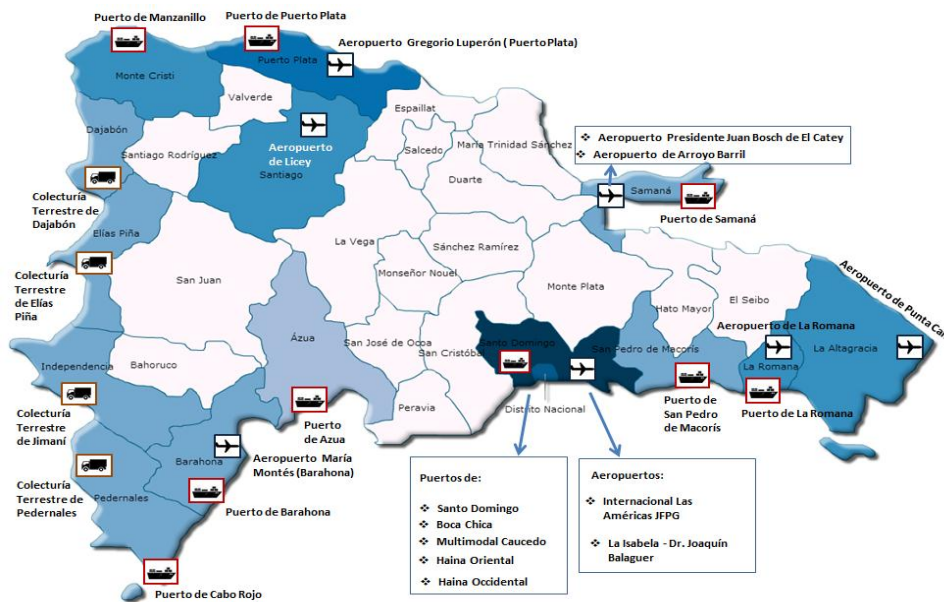 Puerto de Manzanillo
Puerto de Puerto Plata
Aeropuerto Gregorio Luperón ( Puerto Plata)
Monte Cristi
Puerto Plata
Valverde
Espaillat
Dajabón
Aeropuerto
de Licey
Santiago
Santiago Rodríguez
Salcedo
María Trinidad Sánchez
Duarte
❖ Aeropuerto Presidente Juan Bosch de El Catey
❖ Aeropuerto de Arroyo Barril
Samaná
Puerto de Samaná
Colecturía
Terrestre de
Dajabón
Elías Piña
La Vega
Sánchez Ramírez
Monseñor Nouel
San Juan
Monte Plata
Hato Mayor
El Seibo
Aeropuerto de Punta Can
Colecturía
Terrestre
de Elías
Piña
Ázua
San José de Ocoa
San Cristóbal
Santo Domingo
San Pedro de Macorís
Aeropuerto de La Romana
La Altagracia
La Romana
Independencia
Bahoruco
Peravia
Distrito Nacional
Puerto
de Azua
Puerto de
San Pedro
de Macorís
Puerto de La Romana
Colecturía
Terrestre
de Jimaní
Barahona
Aeropuerto María
Montés (Barahona)
Colecturía
Terrestre de
Pedernales
Pedernales
Puerto de Barahona
Puerto de Cabo Rojo
Puertos de:
❖ Santo Domingo
❖ Boca Chica
❖ Multimodal Caucedo
❖ Haina Oriental
❖ Haina Occidental
Aeropuertos:
❖ Internacional Las
Américas JFPG
❖ La Isabela - Dr. Joaquín
Balaguer